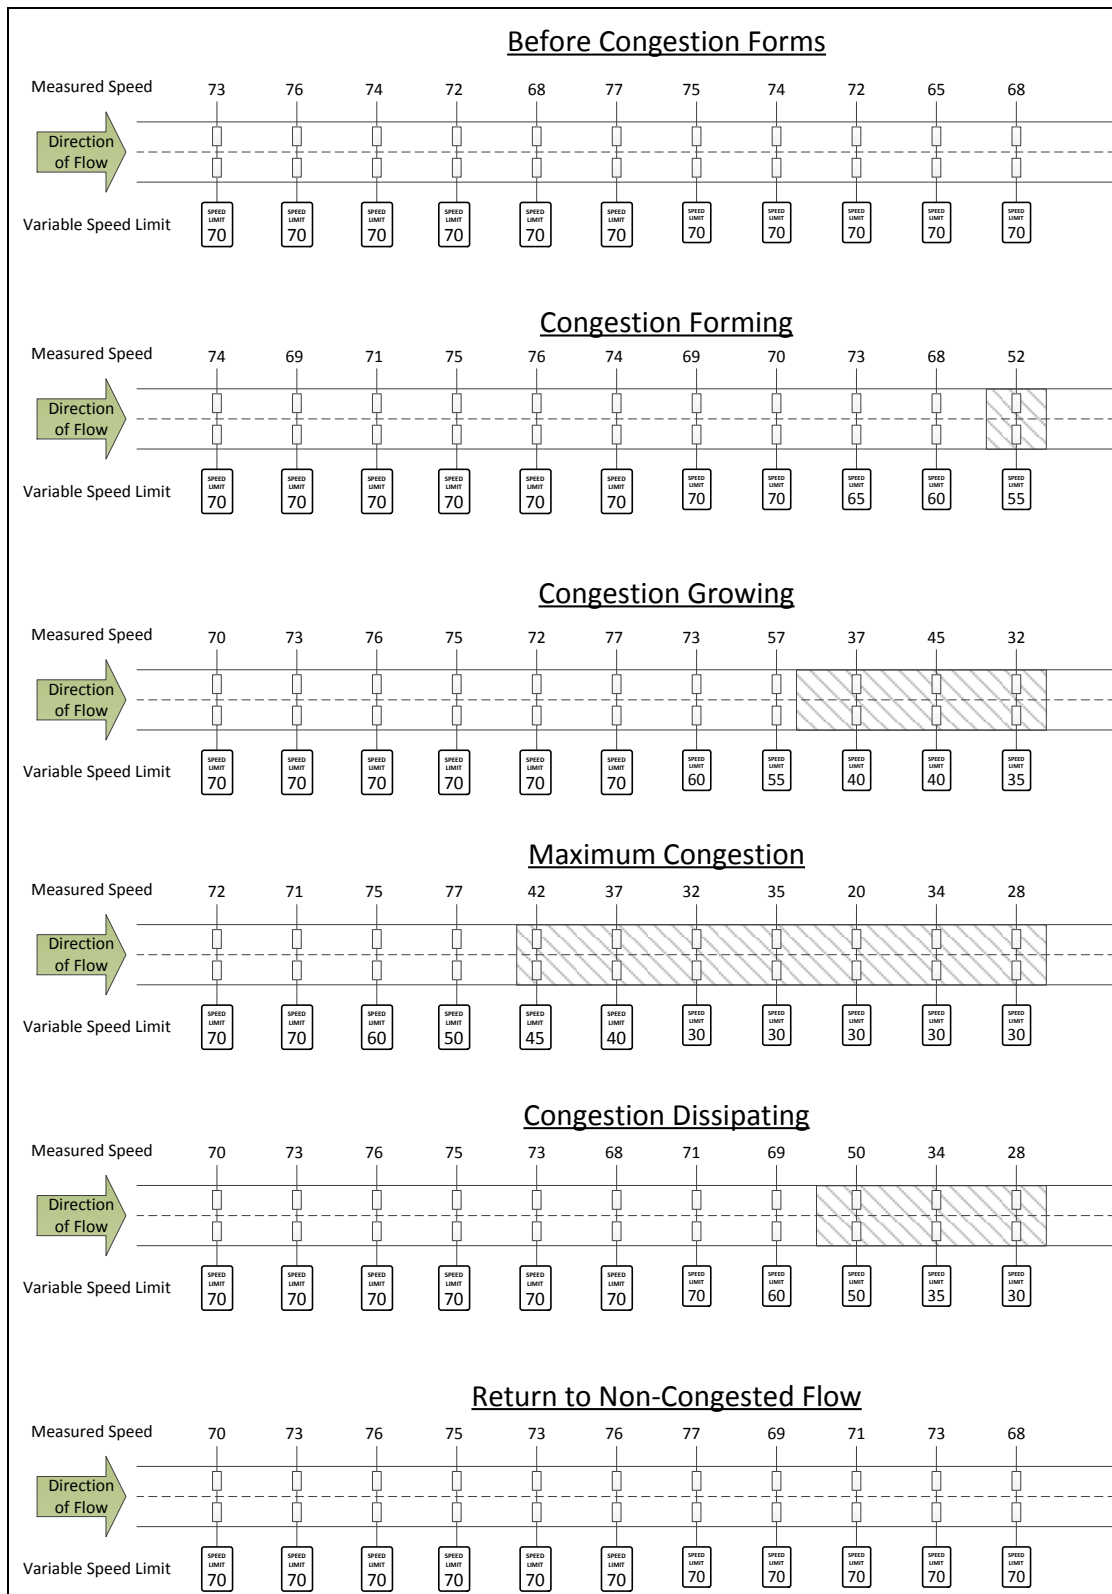 Before Congestion Forms
Measured Speed 73 76 74 72 68 77 75 74 72 65 68
Direction
of Flow
Variable Speed Limit
SPEED SPEED SPEED SPEED SPEED SPEED SPEED SPEED SPEED SPEED SPEED
LIMIT LIMIT LIMIT LIMIT LIMIT LIMIT LIMIT LIMIT LIMIT LIMIT LIMIT
70 70 70 70 70 70 70 70 70 70 70
Congestion Forming
Measured Speed 74 69 71 75 76 74 69 70 73 68 52
Direction
of Flow
Variable Speed Limit
SPEED SPEED SPEED SPEED SPEED SPEED SPEED SPEED SPEED SPEED SPEED
LIMIT LIMIT LIMIT LIMIT LIMIT LIMIT LIMIT LIMIT LIMIT LIMIT LIMIT
70 70 70 70 70 70 70 70 65 60 55
Congestion Growing
Measured Speed 70 73 76 75 72 77 73 57 37 45 32
Direction
of Flow
Variable Speed Limit
SPEED SPEED SPEED SPEED SPEED SPEED SPEED SPEED SPEED SPEED SPEED
LIMIT LIMIT LIMIT LIMIT LIMIT LIMIT LIMIT LIMIT LIMIT LIMIT LIMIT
70 70 70 70 70 70 60 55 40 40 35
Maximum Congestion
Measured Speed 72 71 75 77 42 37 32 35 20 34 28
Direction
of Flow
Variable Speed Limit
SPEED SPEED SPEED SPEED SPEED SPEED SPEED SPEED SPEED SPEED SPEED
LIMIT LIMIT LIMIT LIMIT LIMIT LIMIT LIMIT LIMIT LIMIT LIMIT LIMIT
70 70 60 50 45 40 30 30 30 30 30
Congestion Dissipating
Measured Speed 70 73 76 75 73 68 71 69 50 34 28
Direction
of Flow
Variable Speed Limit
SPEED SPEED SPEED SPEED SPEED SPEED SPEED SPEED SPEED SPEED SPEED
LIMIT LIMIT LIMIT LIMIT LIMIT LIMIT LIMIT LIMIT LIMIT LIMIT LIMIT
70 70 70 70 70 70 70 60 50 35 30
Return to Non-Congested Flow
Measured Speed 70 73 76 75 73 76 77 69 71 73 68
Direction
of Flow
Variable Speed Limit
SPEED SPEED SPEED SPEED SPEED SPEED SPEED SPEED SPEED SPEED SPEED
LIMIT LIMIT LIMIT LIMIT LIMIT LIMIT LIMIT LIMIT LIMIT LIMIT LIMIT
70 70 70 70 70 70 70 70 70 70 70